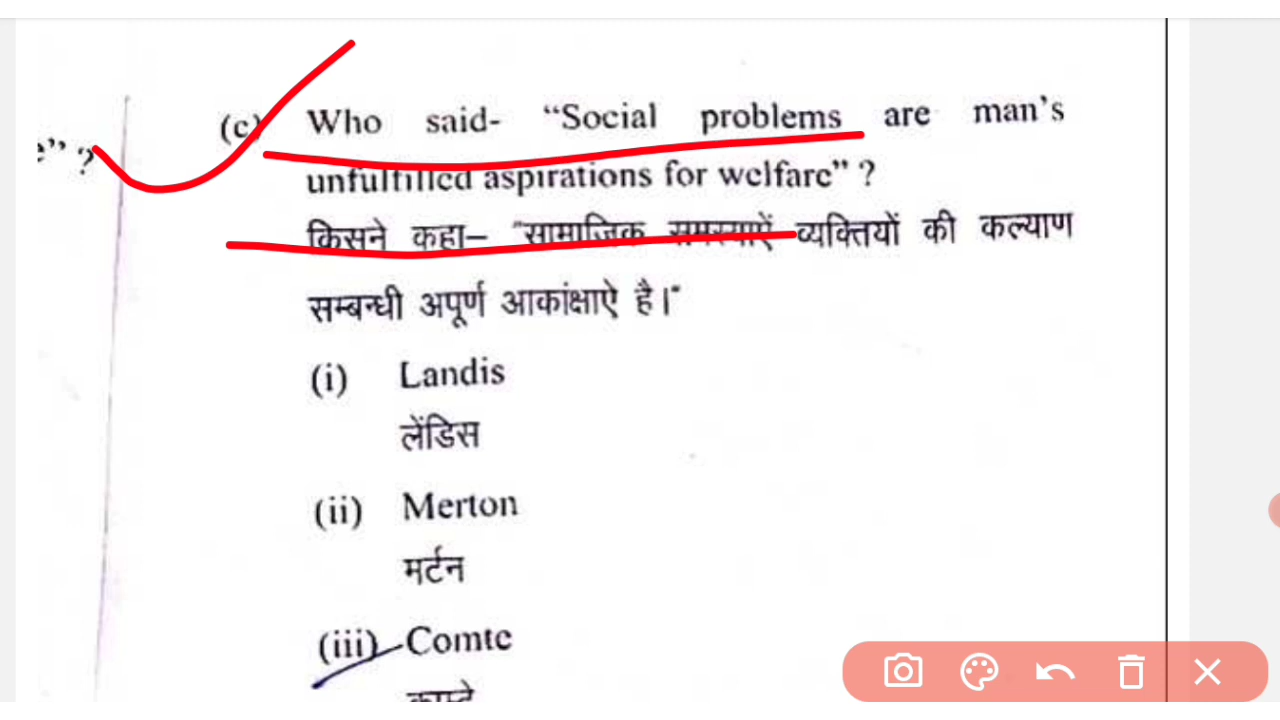 (c) Who said- “Social problems are man’s
?
unfulfilled aspirations for welfare” ?
किसने कहा– "सामाजिक समस्याऐं व्यक्तियों की कल्याण
सम्बन्धी अपूर्ण आकांक्षाऐ है।"
(i) Landis
लेंडिस
(ii) Merton
मर्टन
(iii) Comte